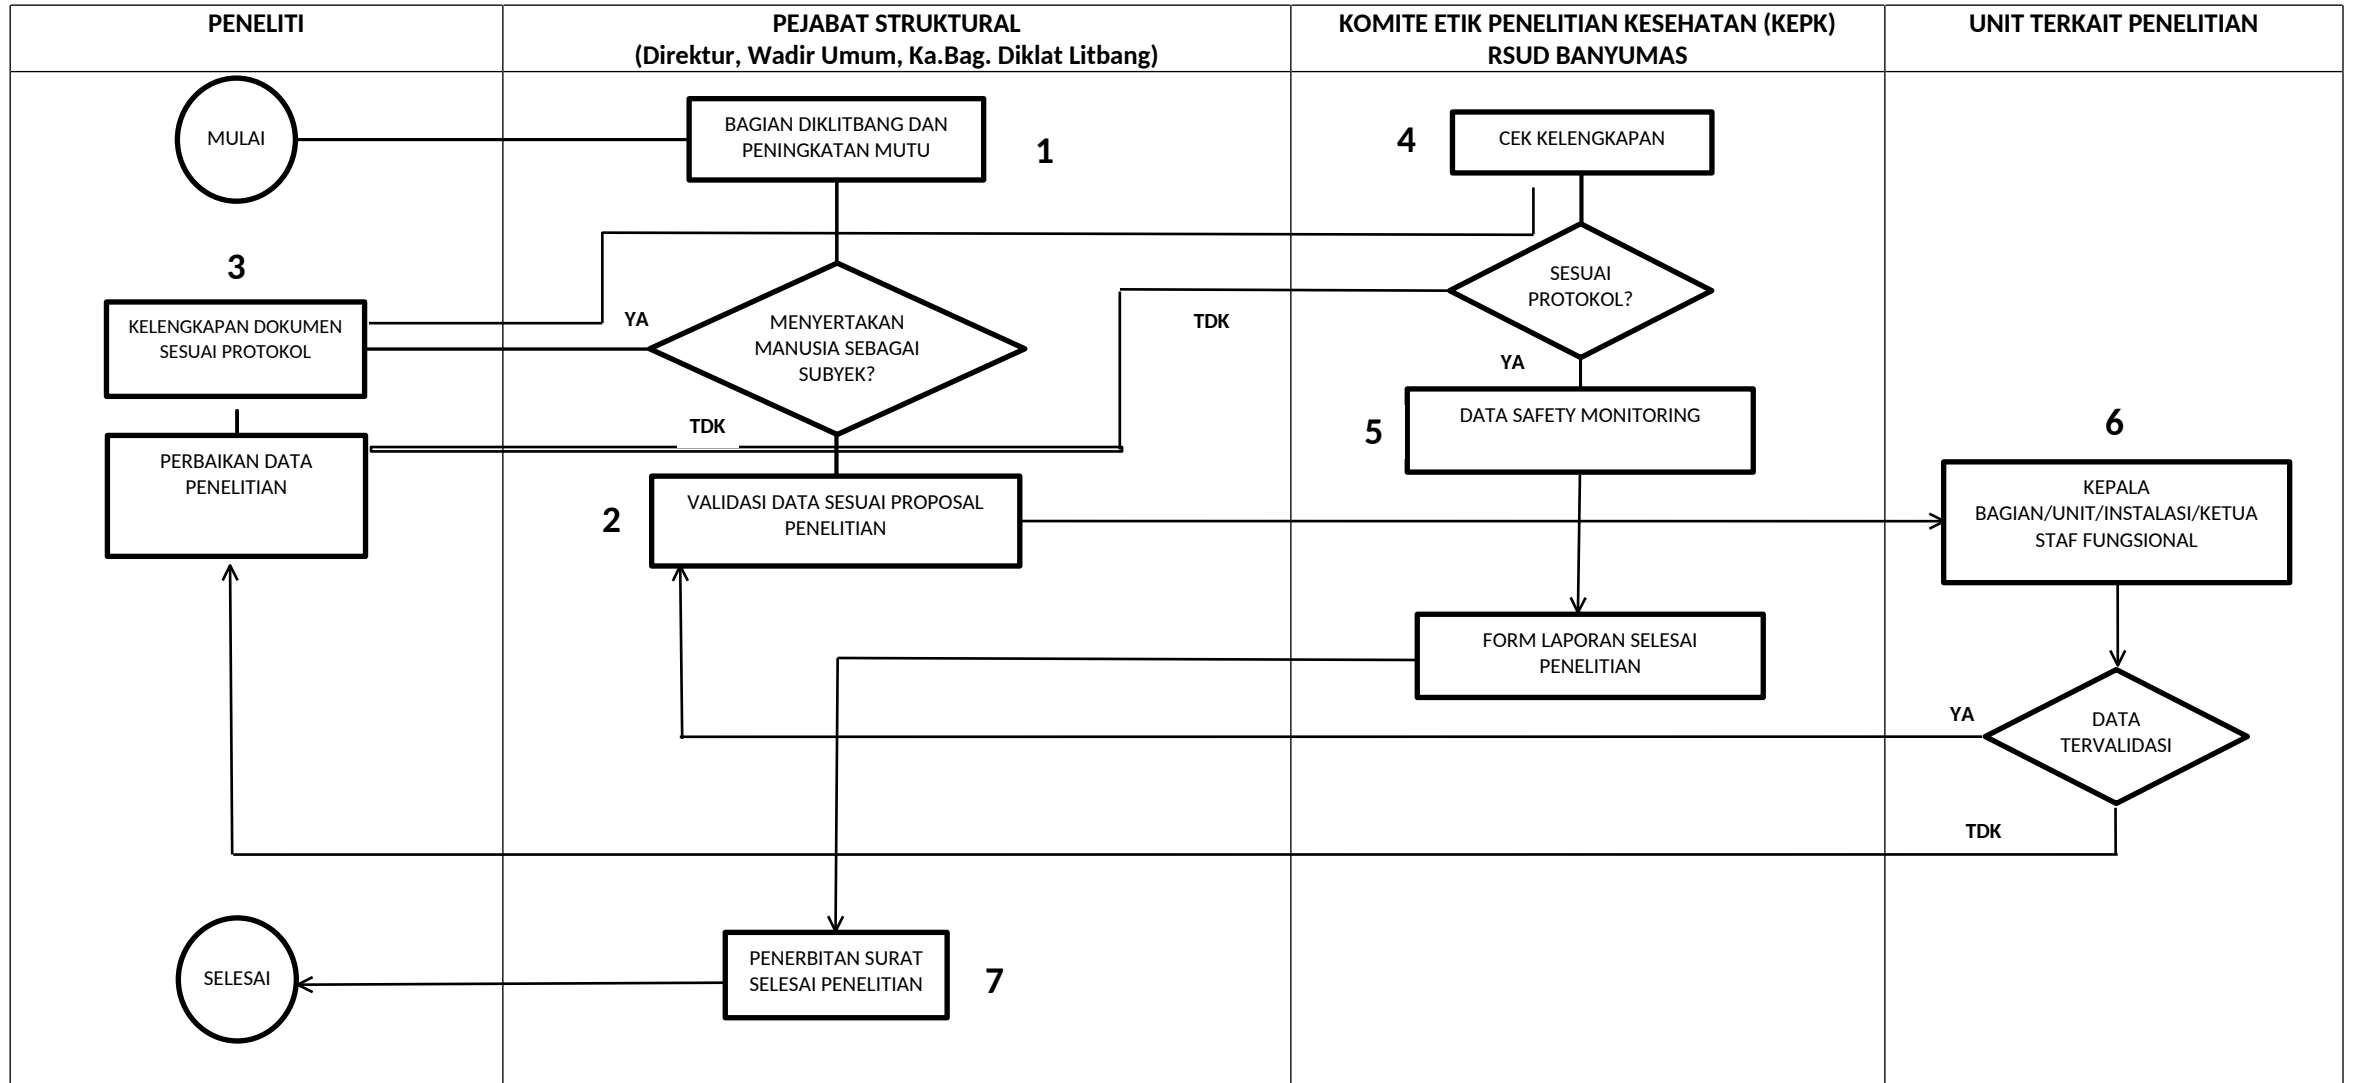 PENELITI
PEJABAT STRUKTURAL
(Direktur, Wadir Umum, Ka.Bag. Diklat Litbang)
KOMITE ETIK PENELITIAN KESEHATAN (KEPK)
RSUD BANYUMAS
UNIT TERKAIT PENELITIAN
MULAI
BAGIAN DIKLITBANG DAN
PENINGKATAN MUTU
1
4
CEK KELENGKAPAN
3
KELENGKAPAN DOKUMEN
SESUAI PROTOKOL
YA
MENYERTAKAN
MANUSIA SEBAGAI
SUBYEK?
TDK
SESUAI
PROTOKOL?
YA
TDK
PERBAIKAN DATA
PENELITIAN
2
VALIDASI DATA SESUAI PROPOSAL
PENELITIAN
5
DATA SAFETY MONITORING
6
KEPALA
BAGIAN/UNIT/INSTALASI/KETUA
STAF FUNGSIONAL
FORM LAPORAN SELESAI
PENELITIAN
YA
DATA
TERVALIDASI
TDK
SELESAI
PENERBITAN SURAT
SELESAI PENELITIAN
7